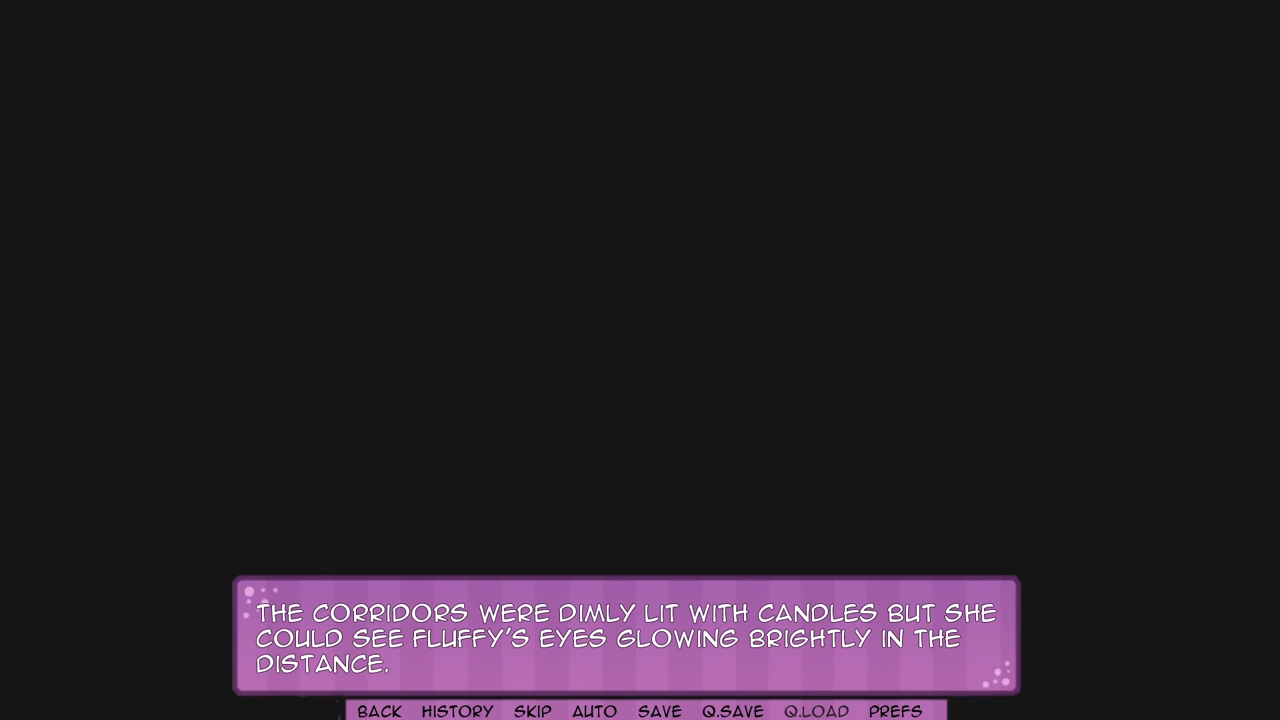 THE CORRIDORS WERE DIMLY LIT WITH CANDLES BUT SHE
COULD SEE FLUFFY'S EYES GLOWING BRIGHTLY IN THE
DISTANCE.
BACK HISTORY SKIP AUTO SAVE Q.SAVE Q.LOAD PREFS